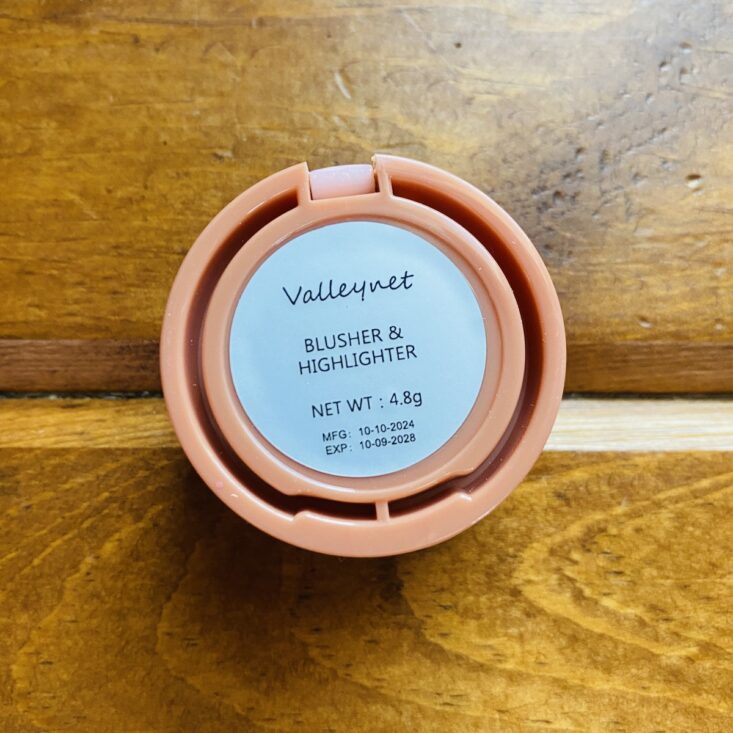 Valleynet
BLUSHER &
HIGHLIGHTER
NET WT : 4.8g
MFG: 10-10-2024
EXP: 10-09-2028